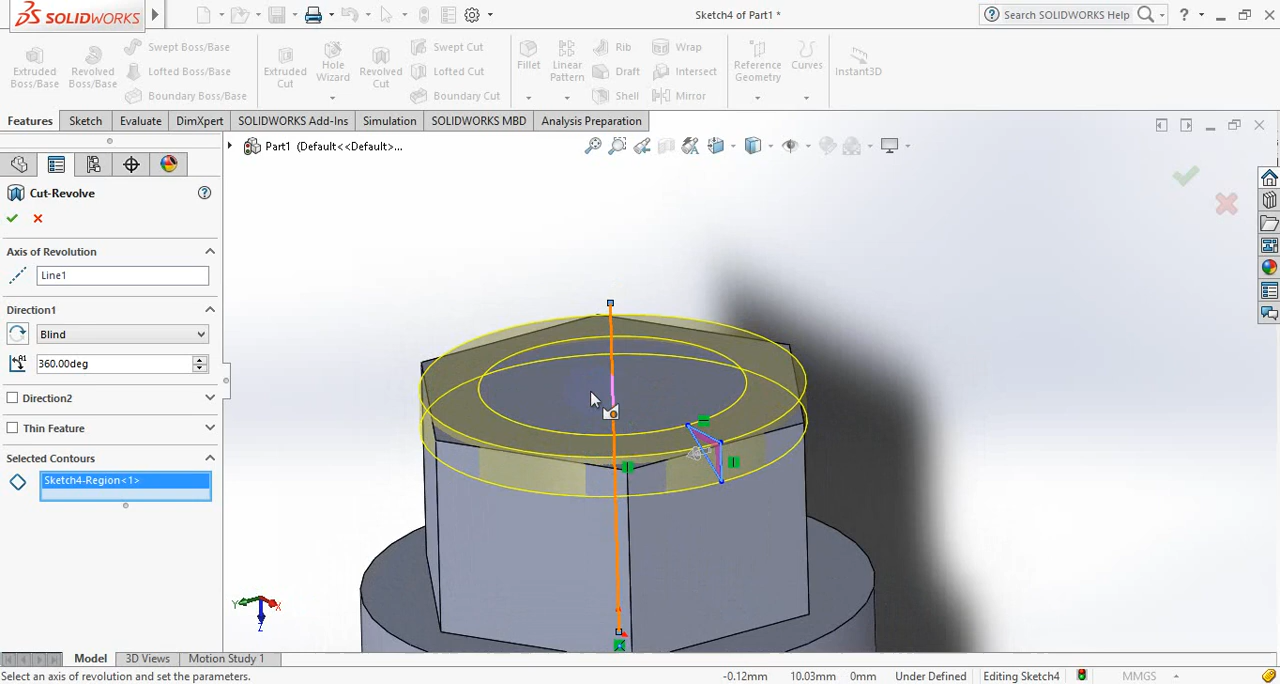 SOLIDWORKS
Sketch4 of Part1 *
Search SOLIDWORKS Help
?
Extruded Boss/Base
Revolved Boss/Base
Swept Boss/Base
Lofted Boss/Base
Boundary Boss/Base
Extruded Cut
Hole Wizard
Revolved Cut
Swept Cut
Lofted Cut
Boundary Cut
Fillet
Linear Pattern
Rib
Draft
Shell
Wrap
Intersect
Mirror
Reference Geometry
Curves
Instant3D
Features
Sketch
Evaluate
DimXpert
SOLIDWORKS Add-Ins
Simulation
SOLIDWORKS MBD
Analysis Preparation
Part1 (Default<<Default>...
Cut-Revolve
?
Axis of Revolution
Line1
Direction1
Blind
360.00deg
Direction2
Thin Feature
Selected Contours
Sketch4-Region<1>
Y
X
Z
Model
3D Views
Motion Study 1
Select an axis of revolution and set the parameters.
-0.12mm
10.03mm
0mm
Under Defined
Editing Sketch4
MMGS